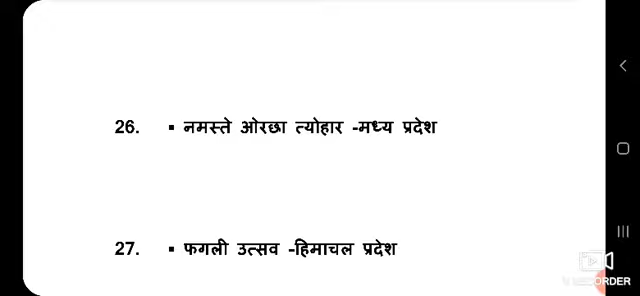 26. ▪ नमस्ते ओरछा त्योहार -मध्य प्रदेश
27. ▪ फगली उत्सव -हिमाचल प्रदेश